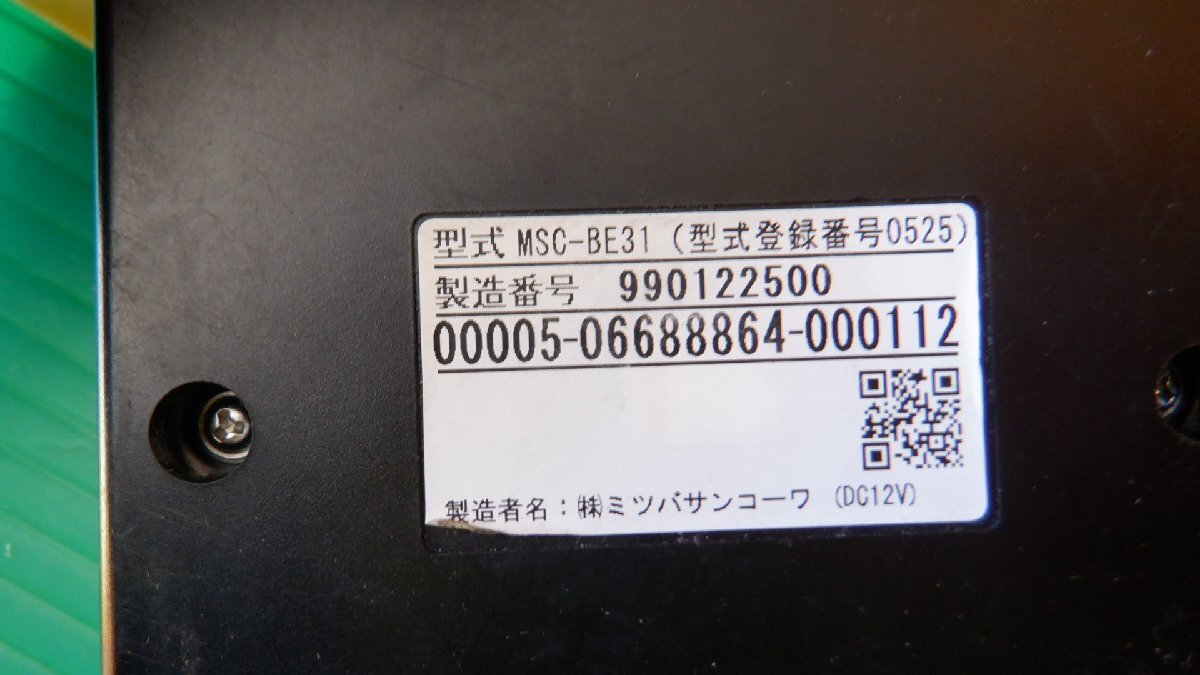 型式 MSC-BE31 (型式登録番号0525)
製造番号 990122500
00005-06688864-000112
製造者名：㈱ミツバサンコーワ (DC12V)